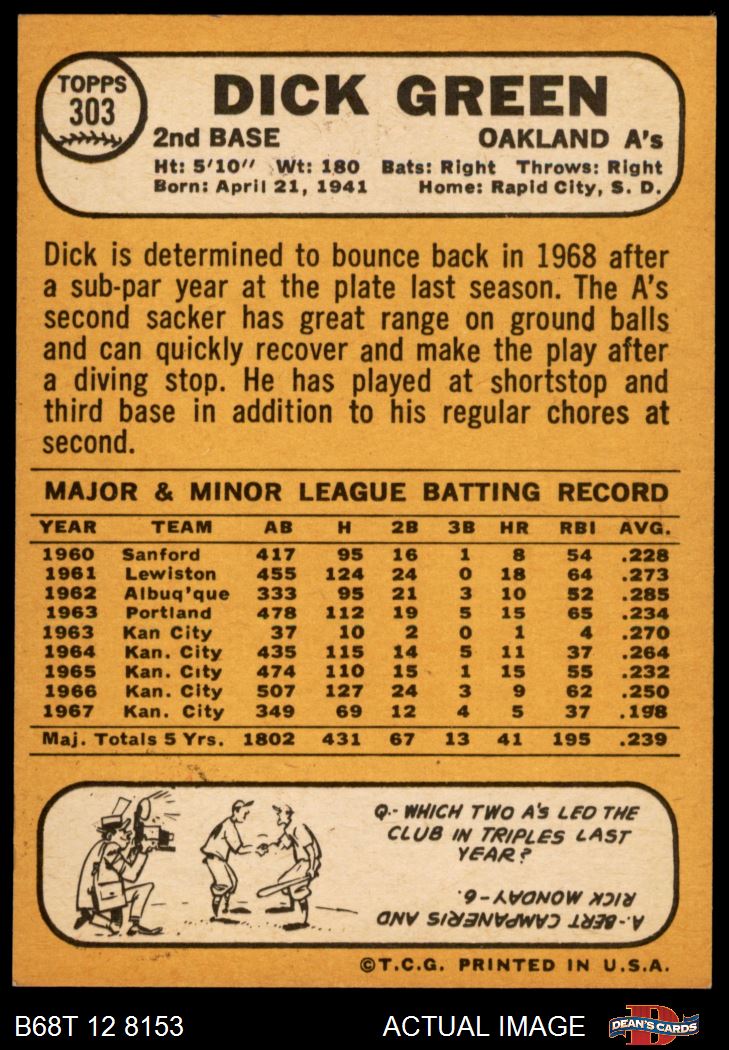 TOPPS
303
DICK GREEN
2nd BASE OAKLAND A's
Ht: 5'10" Wt: 180 Bats: Right Throws: Right
Born: April 21, 1941 Home: Rapid City, S. D.
Dick is determined to bounce back in 1968 after
a sub-par year at the plate last season. The A's
second sacker has great range on ground balls
and can quickly recover and make the play after
a diving stop. He has played at shortstop and
third base in addition to his regular chores at
second.
MAJOR & MINOR LEAGUE BATTING RECORD
YEAR TEAM AB H 2B 3B HR RBI AVG.
1960 Sanford 417 95 16 1 8 54 .228
1961 Lewiston 455 124 24 0 18 64 .273
1962 Albuq'que 333 95 21 3 10 52 .285
1963 Portland 478 112 19 5 15 65 .234
1963 Kan City 37 10 2 0 1 4 .270
1964 Kan. City 435 115 14 5 11 37 .264
1965 Kan. City 474 110 15 1 15 55 .232
1966 Kan. City 507 127 24 3 9 62 .250
1967 Kan. City 349 69 12 4 5 37 .198
Maj. Totals 5 Yrs. 1802 431 67 13 41 195 .239
Q.- WHICH TWO A'S LED THE
CLUB IN TRIPLES LAST
YEAR?
A.- BERT CAMPANERIS AND
RICK MONDAY - 6.
©T.C.G. PRINTED IN U.S.A.
B68T 12 8153 ACTUAL IMAGE D DEAN'S CARDS